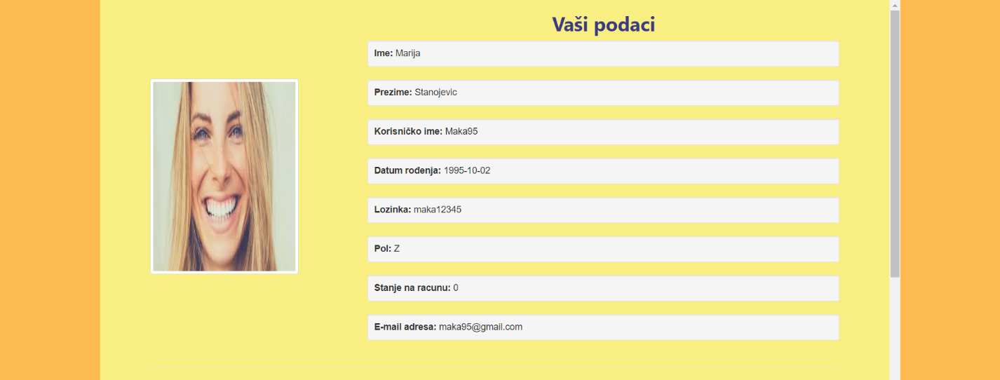 Vaši podaci
Ime: Marija
Prezime: Stanojevic
Korisničko ime: Maka95
Datum rođenja: 1995-10-02
Lozinka: maka12345
Pol: Z
Stanje na racunu: 0
E-mail adresa: maka95@gmail.com